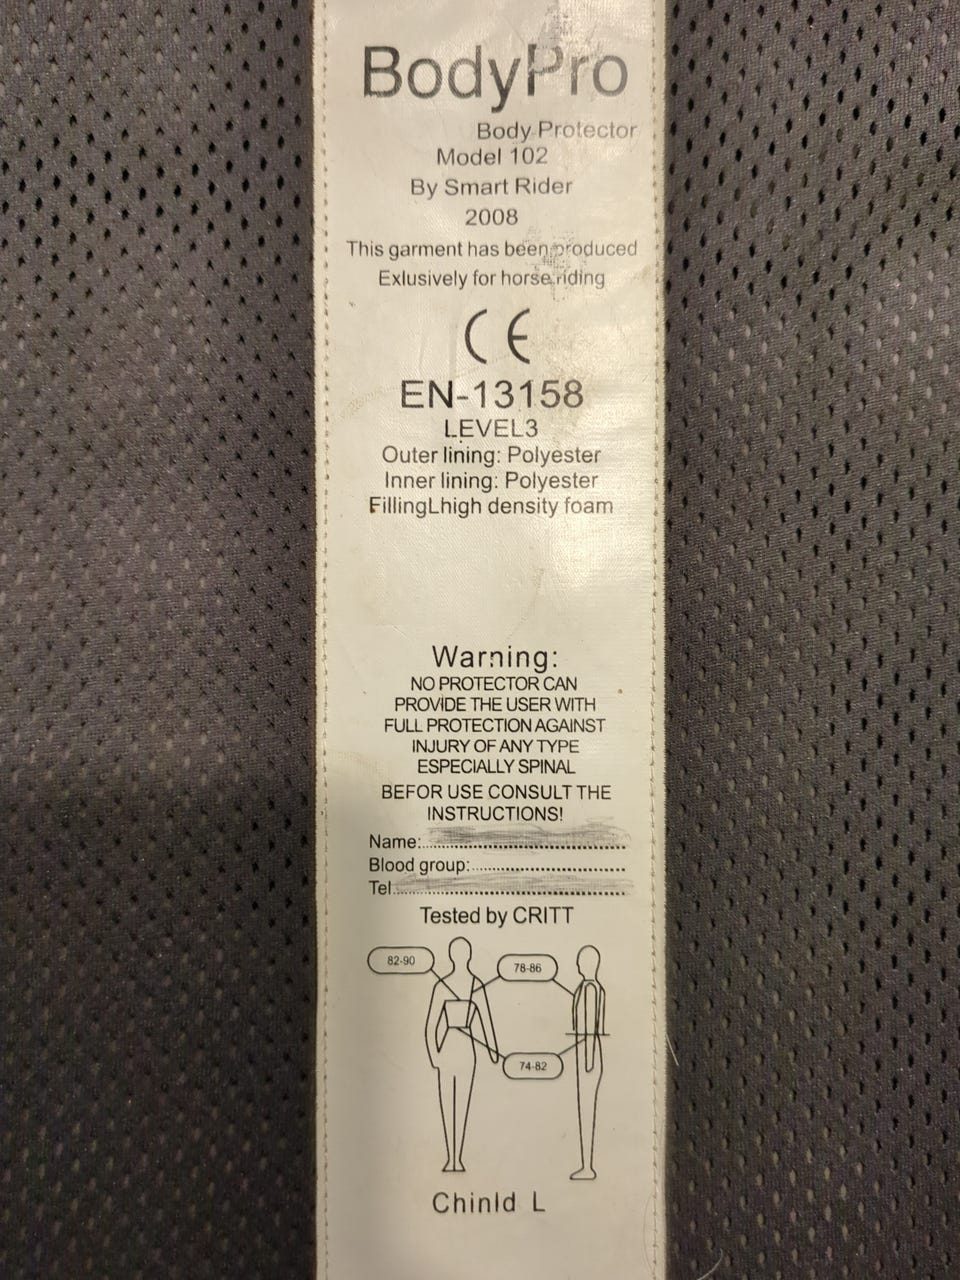 BodyPro
Body Protector
Model 102
By Smart Rider
2008
This garment has been produced
Exlusively for horse riding
CE
EN-13158
LEVEL3
Outer lining: Polyester
Inner lining: Polyester
FillingLhigh density foam
Warning:
NO PROTECTOR CAN
PROVIDE THE USER WITH
FULL PROTECTION AGAINST
INJURY OF ANY TYPE
ESPECIALLY SPINAL
BEFOR USE CONSULT THE
INSTRUCTIONS!
Name:
Blood group:
Tel
Tested by CRITT
82-90
78-86
74-82
Chinld L